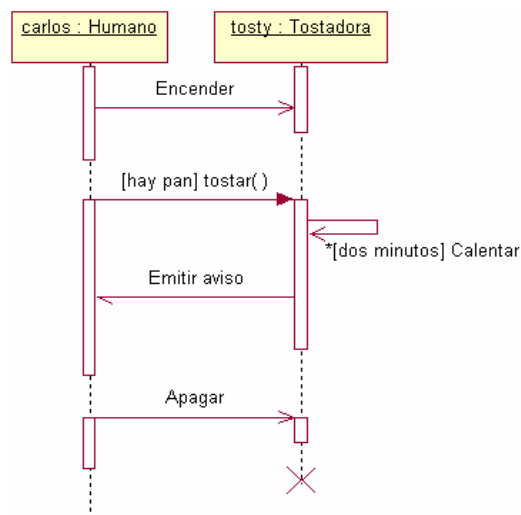 carlos : Humano
tosty : Tostadora
Encender
[hay pan] tostar( )
*[dos minutos] Calentar
Emitir aviso
Apagar